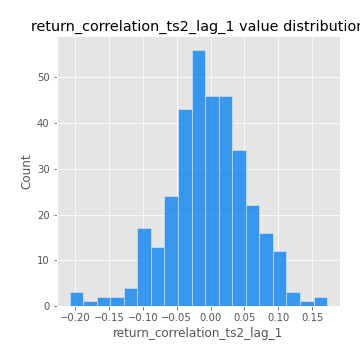 return_correlation_ts2_lag_1 value distribution
50
40
30
20
10
0
Count
−0.20 −0.15 −0.10 −0.05 0.00 0.05 0.10 0.15
return_correlation_ts2_lag_1